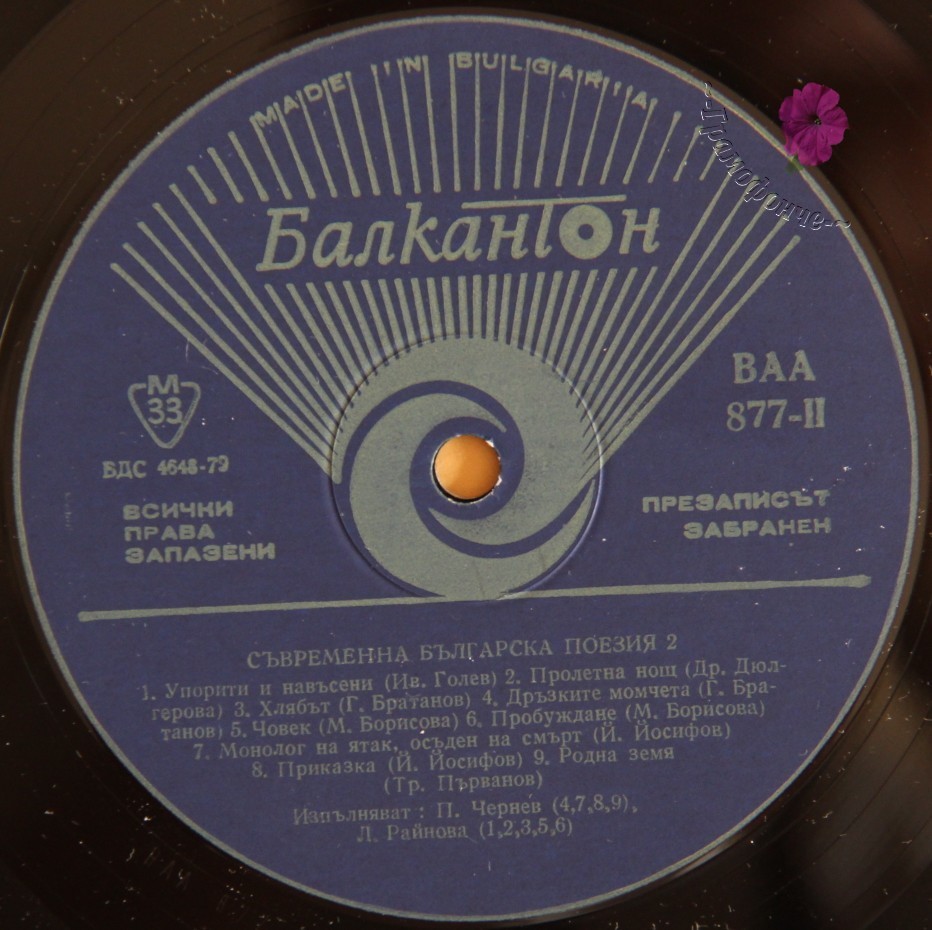 MADE IN BULGARIA
~Грамофонче~
Балкантон
М
33
БДС 4648-79
ВСИЧКИ
ПРАВА
ЗАПАЗЕНИ
ВАА
877-II
ПРЕЗАПИСЪТ
ЗАБРАНЕН
СЪВРЕМЕННА БЪЛГАРСКА ПОЕЗИЯ 2
1. Упорити и навъсени (Ив. Голев) 2. Пролетна нощ (Др. Дюл-
герова) 3. Хлябът (Г. Братанов) 4. Дръзките момчета (Г. Бра-
танов) 5. Човек (М. Борисова) 6. Пробуждане (М. Борисова)
7. Монолог на ятак, осъден на смърт (Й. Йосифов)
8. Приказка (Й. Йосифов) 9. Родна земя
(Тр. Първанов)
Изпълняват: П. Чернев (4,7,8,9),
Л. Райнова (1,2,3,5,6)